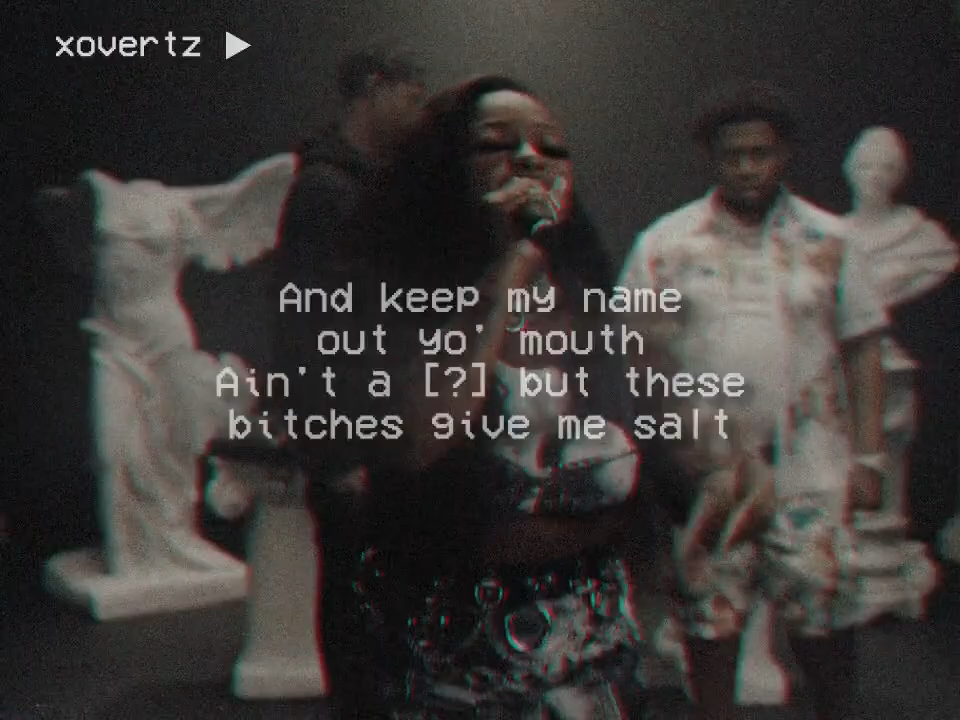 xovertz
And keep my name
out yo' mouth
Ain't a [?] but these
bitches give me salt